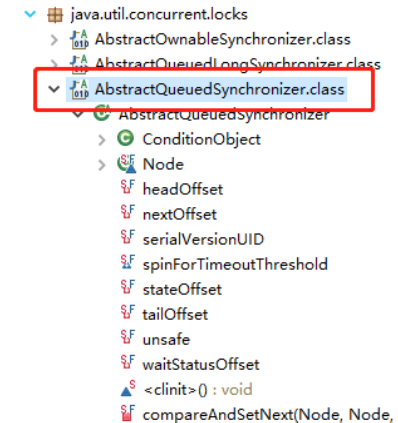 java.util.concurrent.locks
AbstractOwnableSynchronizer.class
AbstractQueuedLongSynchronizer.class
AbstractQueuedSynchronizer.class
AbstractQueuedSynchronizer
ConditionObject
Node
headOffset
nextOffset
serialVersionUID
spinForTimeoutThreshold
stateOffset
tailOffset
unsafe
waitStatusOffset
<clinit>() : void
compareAndSetNext(Node, Node,